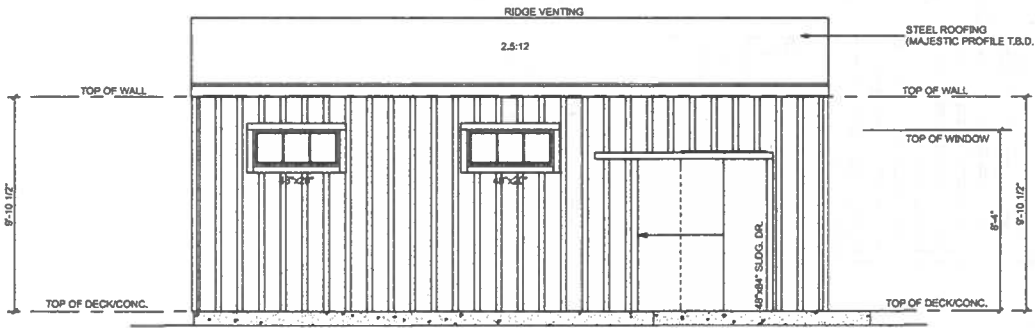 RIDGE VENTING
STEEL ROOFING
(MAJESTIC PROFILE T.B.D.
2.5:12
TOP OF WALL
TOP OF WALL
TOP OF WINDOW
9'-10 1/2"
8'-4"
9'-10 1/2"
48"x84" SLDG. DR.
TOP OF DECK/CONC.
TOP OF DECK/CONC.